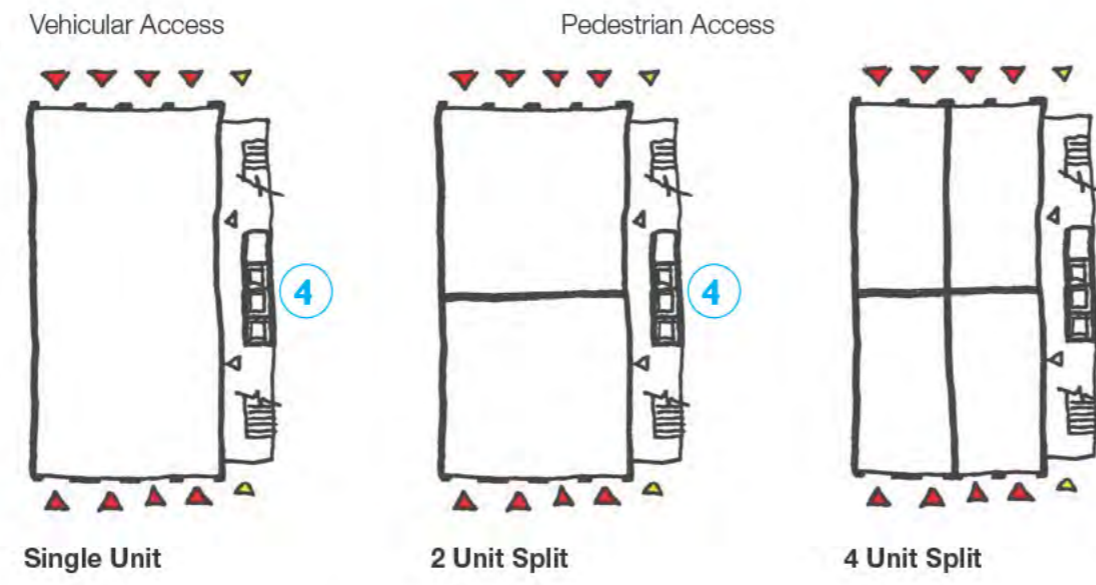 Vehicular Access
Pedestrian Access
4
4
Single Unit
2 Unit Split
4 Unit Split